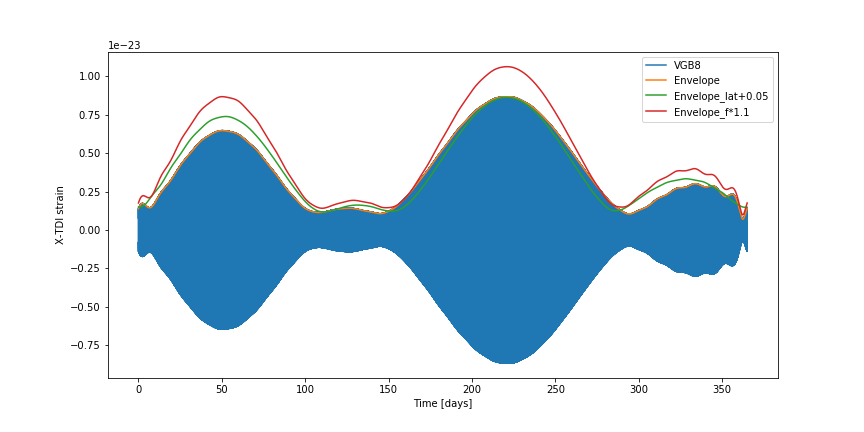 1e−23
VGB8
Envelope
Envelope_lat+0.05
Envelope_f*1.1
1.00
0.75
0.50
0.25
0.00
−0.25
−0.50
−0.75
X-TDI strain
0 50 100 150 200 250 300 350
Time [days]